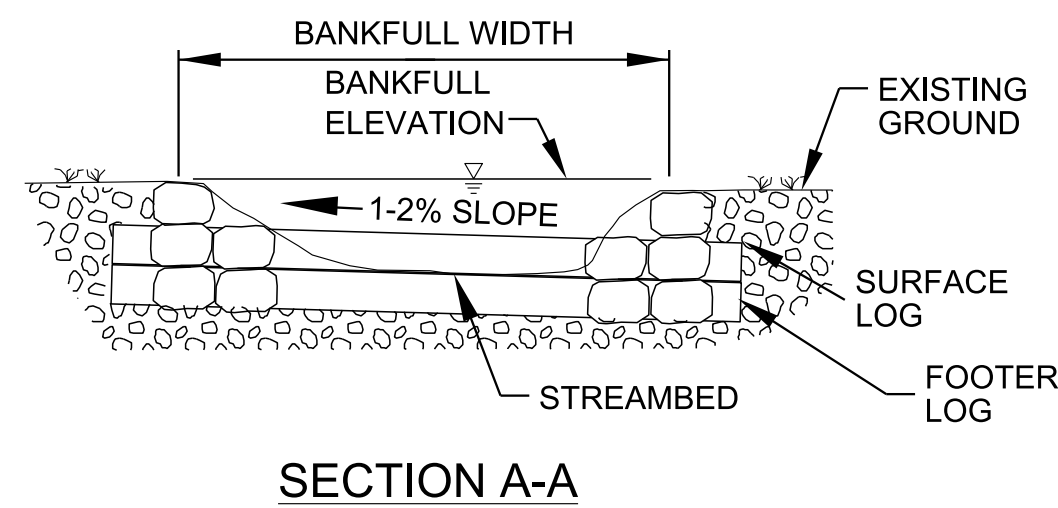 BANKFULL WIDTH
BANKFULL
ELEVATION
EXISTING
GROUND
1-2% SLOPE
SURFACE
LOG
FOOTER
LOG
STREAMBED
SECTION A-A